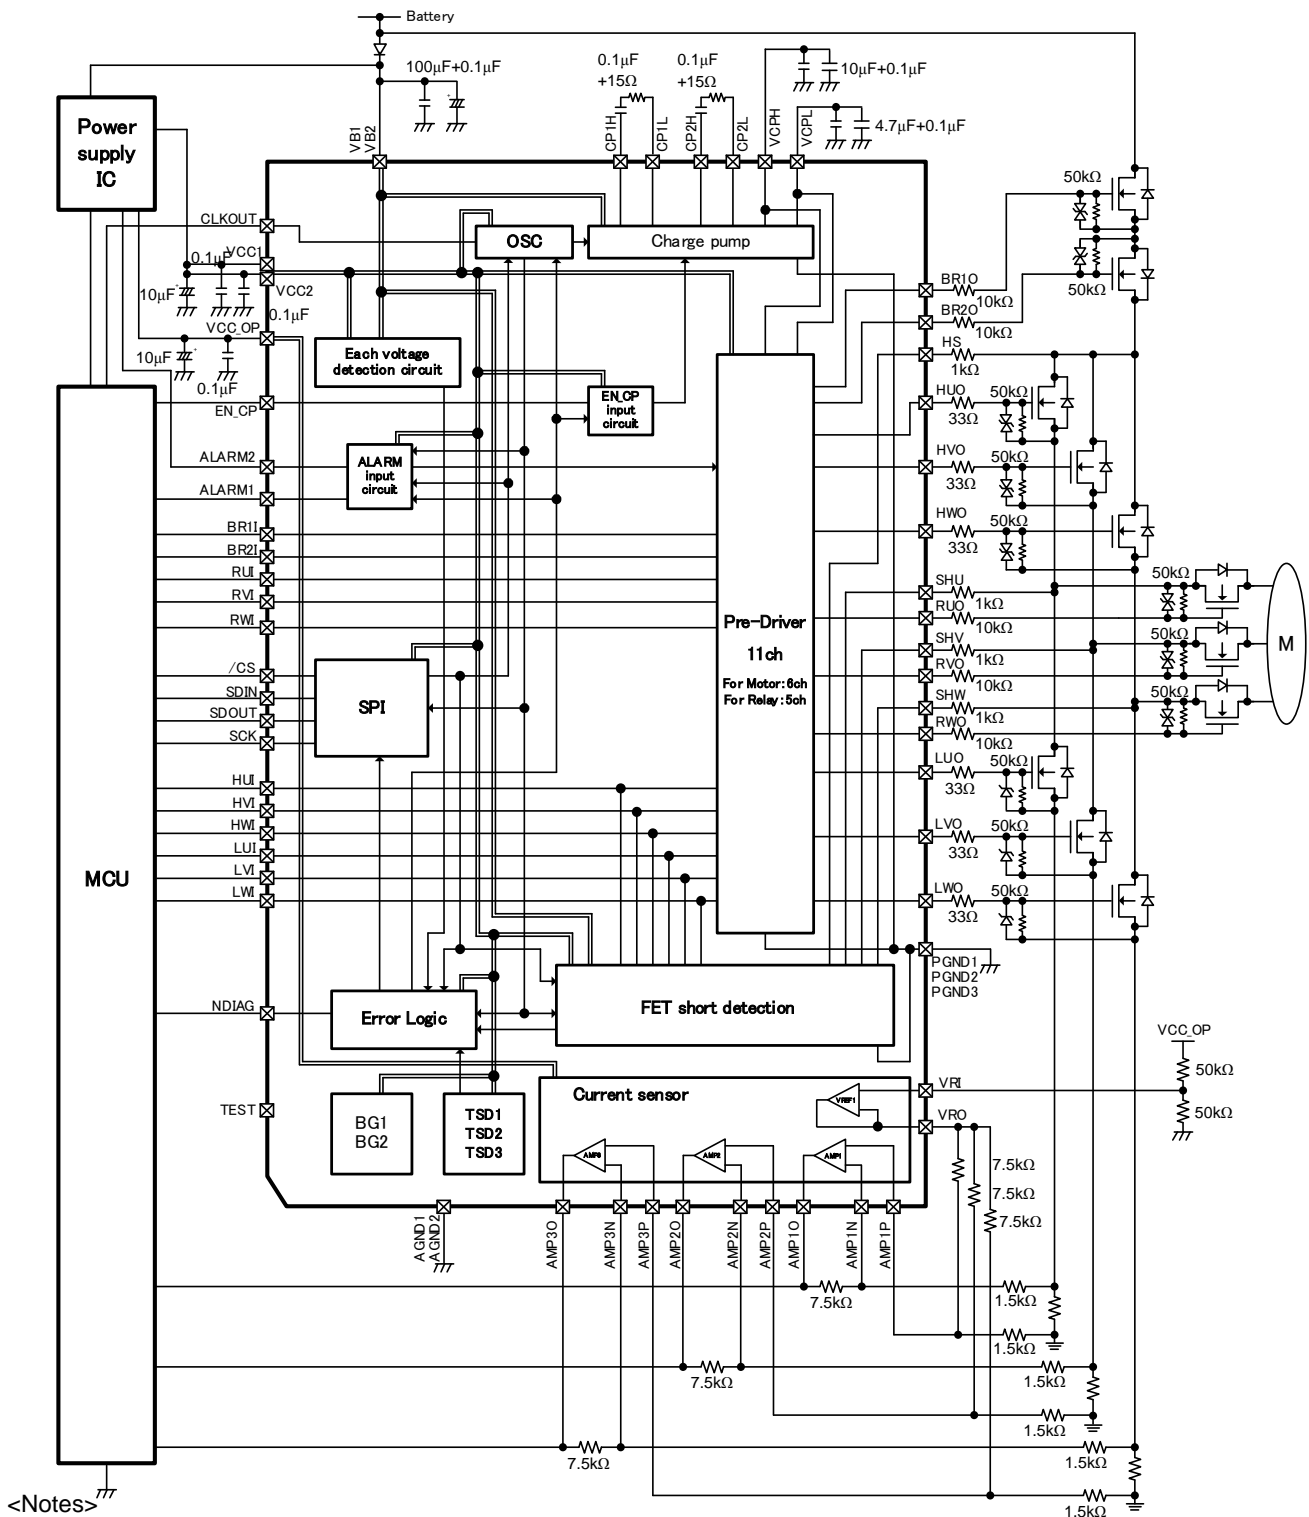 Battery
100μF+0.1μF
0.1μF
+15Ω
0.1μF
+15Ω
10μF+0.1μF
4.7μF+0.1μF
VB1
VB2
CP1H
CP1L
CP2H
CP2L
VCPH
VCPL
Power
supply
IC
CLKOUT
OSC
Charge pump
50kΩ
50kΩ
0.1μF
VCC1
10μF
VCC2
0.1μF
VCC_OP
10μF
0.1μF
BR1O
10kΩ
BR2O
10kΩ
HS
1kΩ
Each voltage
detection circuit
EN_CP
EN_CP
input
circuit
HUO
33Ω
50kΩ
ALARM2
ALARM
input
circuit
ALARM1
HVO
33Ω
50kΩ
BR1I
BR2I
RUI
RVI
RWI
HWO
33Ω
50kΩ
Pre-Driver
11ch
For Motor:6ch
For Relay:5ch
SHU
1kΩ
RUO
10kΩ
SHV
1kΩ
RVO
10kΩ
SHW
1kΩ
RWO
10kΩ
50kΩ
50kΩ
50kΩ
M
/CS
SDIN
SDOUT
SCK
SPI
HUI
HVI
HWI
LUI
LVI
LWI
MCU
LUO
33Ω
50kΩ
LVO
33Ω
50kΩ
LWO
33Ω
50kΩ
PGND1
PGND2
PGND3
NDIAG
Error Logic
FET short detection
VCC_OP
50kΩ
50kΩ
TEST
BG1
BG2
TSD1
TSD2
TSD3
Current sensor
VREF1
AMP3
AMP2
AMP1
VRI
VRO
7.5kΩ
7.5kΩ
7.5kΩ
AGND1
AGND2
AMP3O
AMP3N
AMP3P
AMP2O
AMP2N
AMP2P
AMP1O
AMP1N
AMP1P
7.5kΩ
1.5kΩ
1.5kΩ
7.5kΩ
1.5kΩ
1.5kΩ
7.5kΩ
1.5kΩ
1.5kΩ
<Notes>